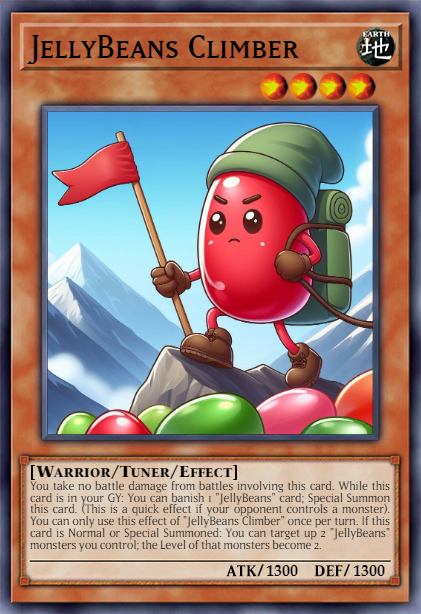 JellyBeans Climber
EARTH
地
[Warrior/Tuner/Effect]
You take no battle damage from battles involving this card. While this
card is in your GY: You can banish 1 "JellyBeans" card; Special Summon
this card. (This is a quick effect if your opponent controls a monster).
You can only use this effect of "JellyBeans Climber" once per turn. If this
card is Normal or Special Summoned: You can target up 2 "JellyBeans"
monsters you control; the Level of that monsters become 2.
ATK/1300 DEF/1300